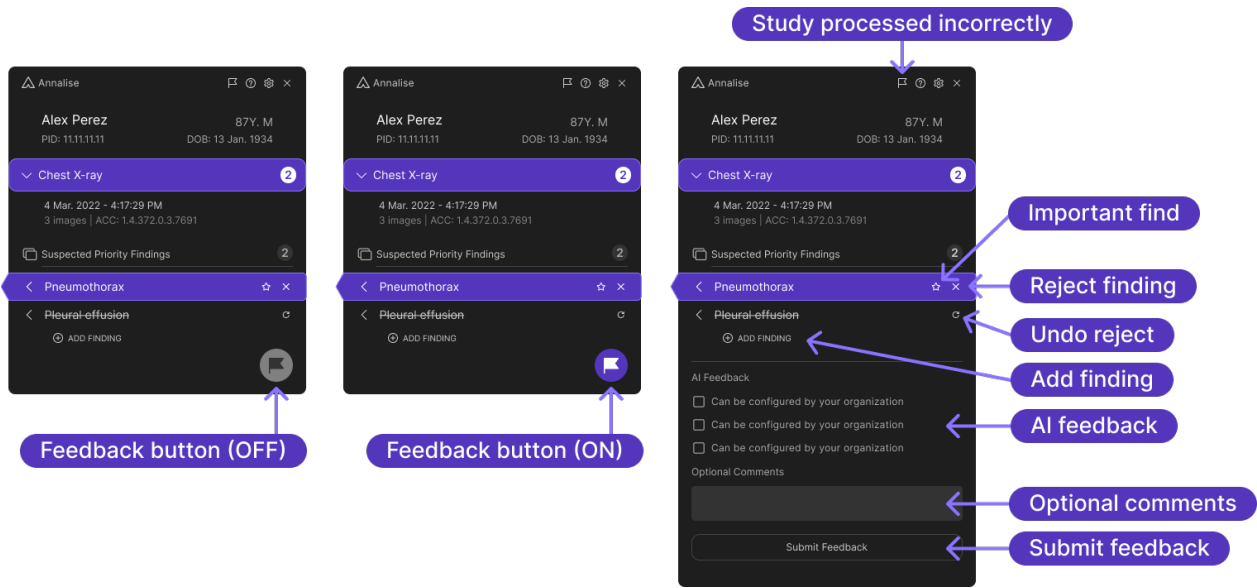 Study processed incorrectly
Annalise
Alex Perez 87Y. M
PID: 11.11.11.11 DOB: 13 Jan. 1934
Chest X-ray 2
4 Mar. 2022 - 4:17:29 PM
3 images | ACC: 1.4.372.0.3.7691
Suspected Priority Findings 2
Pneumothorax
Pleural effusion
ADD FINDING
Feedback button (OFF)
Annalise
Alex Perez 87Y. M
PID: 11.11.11.11 DOB: 13 Jan. 1934
Chest X-ray 2
4 Mar. 2022 - 4:17:29 PM
3 images | ACC: 1.4.372.0.3.7691
Suspected Priority Findings 2
Pneumothorax
Pleural effusion
ADD FINDING
Feedback button (ON)
Annalise
Alex Perez 87Y. M
PID: 11.11.11.11 DOB: 13 Jan. 1934
Chest X-ray 2
4 Mar. 2022 - 4:17:29 PM
3 images | ACC: 1.4.372.0.3.7691
Suspected Priority Findings 2
Pneumothorax
Pleural effusion
ADD FINDING
AI Feedback
Can be configured by your organization
Can be configured by your organization
Can be configured by your organization
Optional Comments
Submit Feedback
Important find
Reject finding
Undo reject
Add finding
AI feedback
Optional comments
Submit feedback